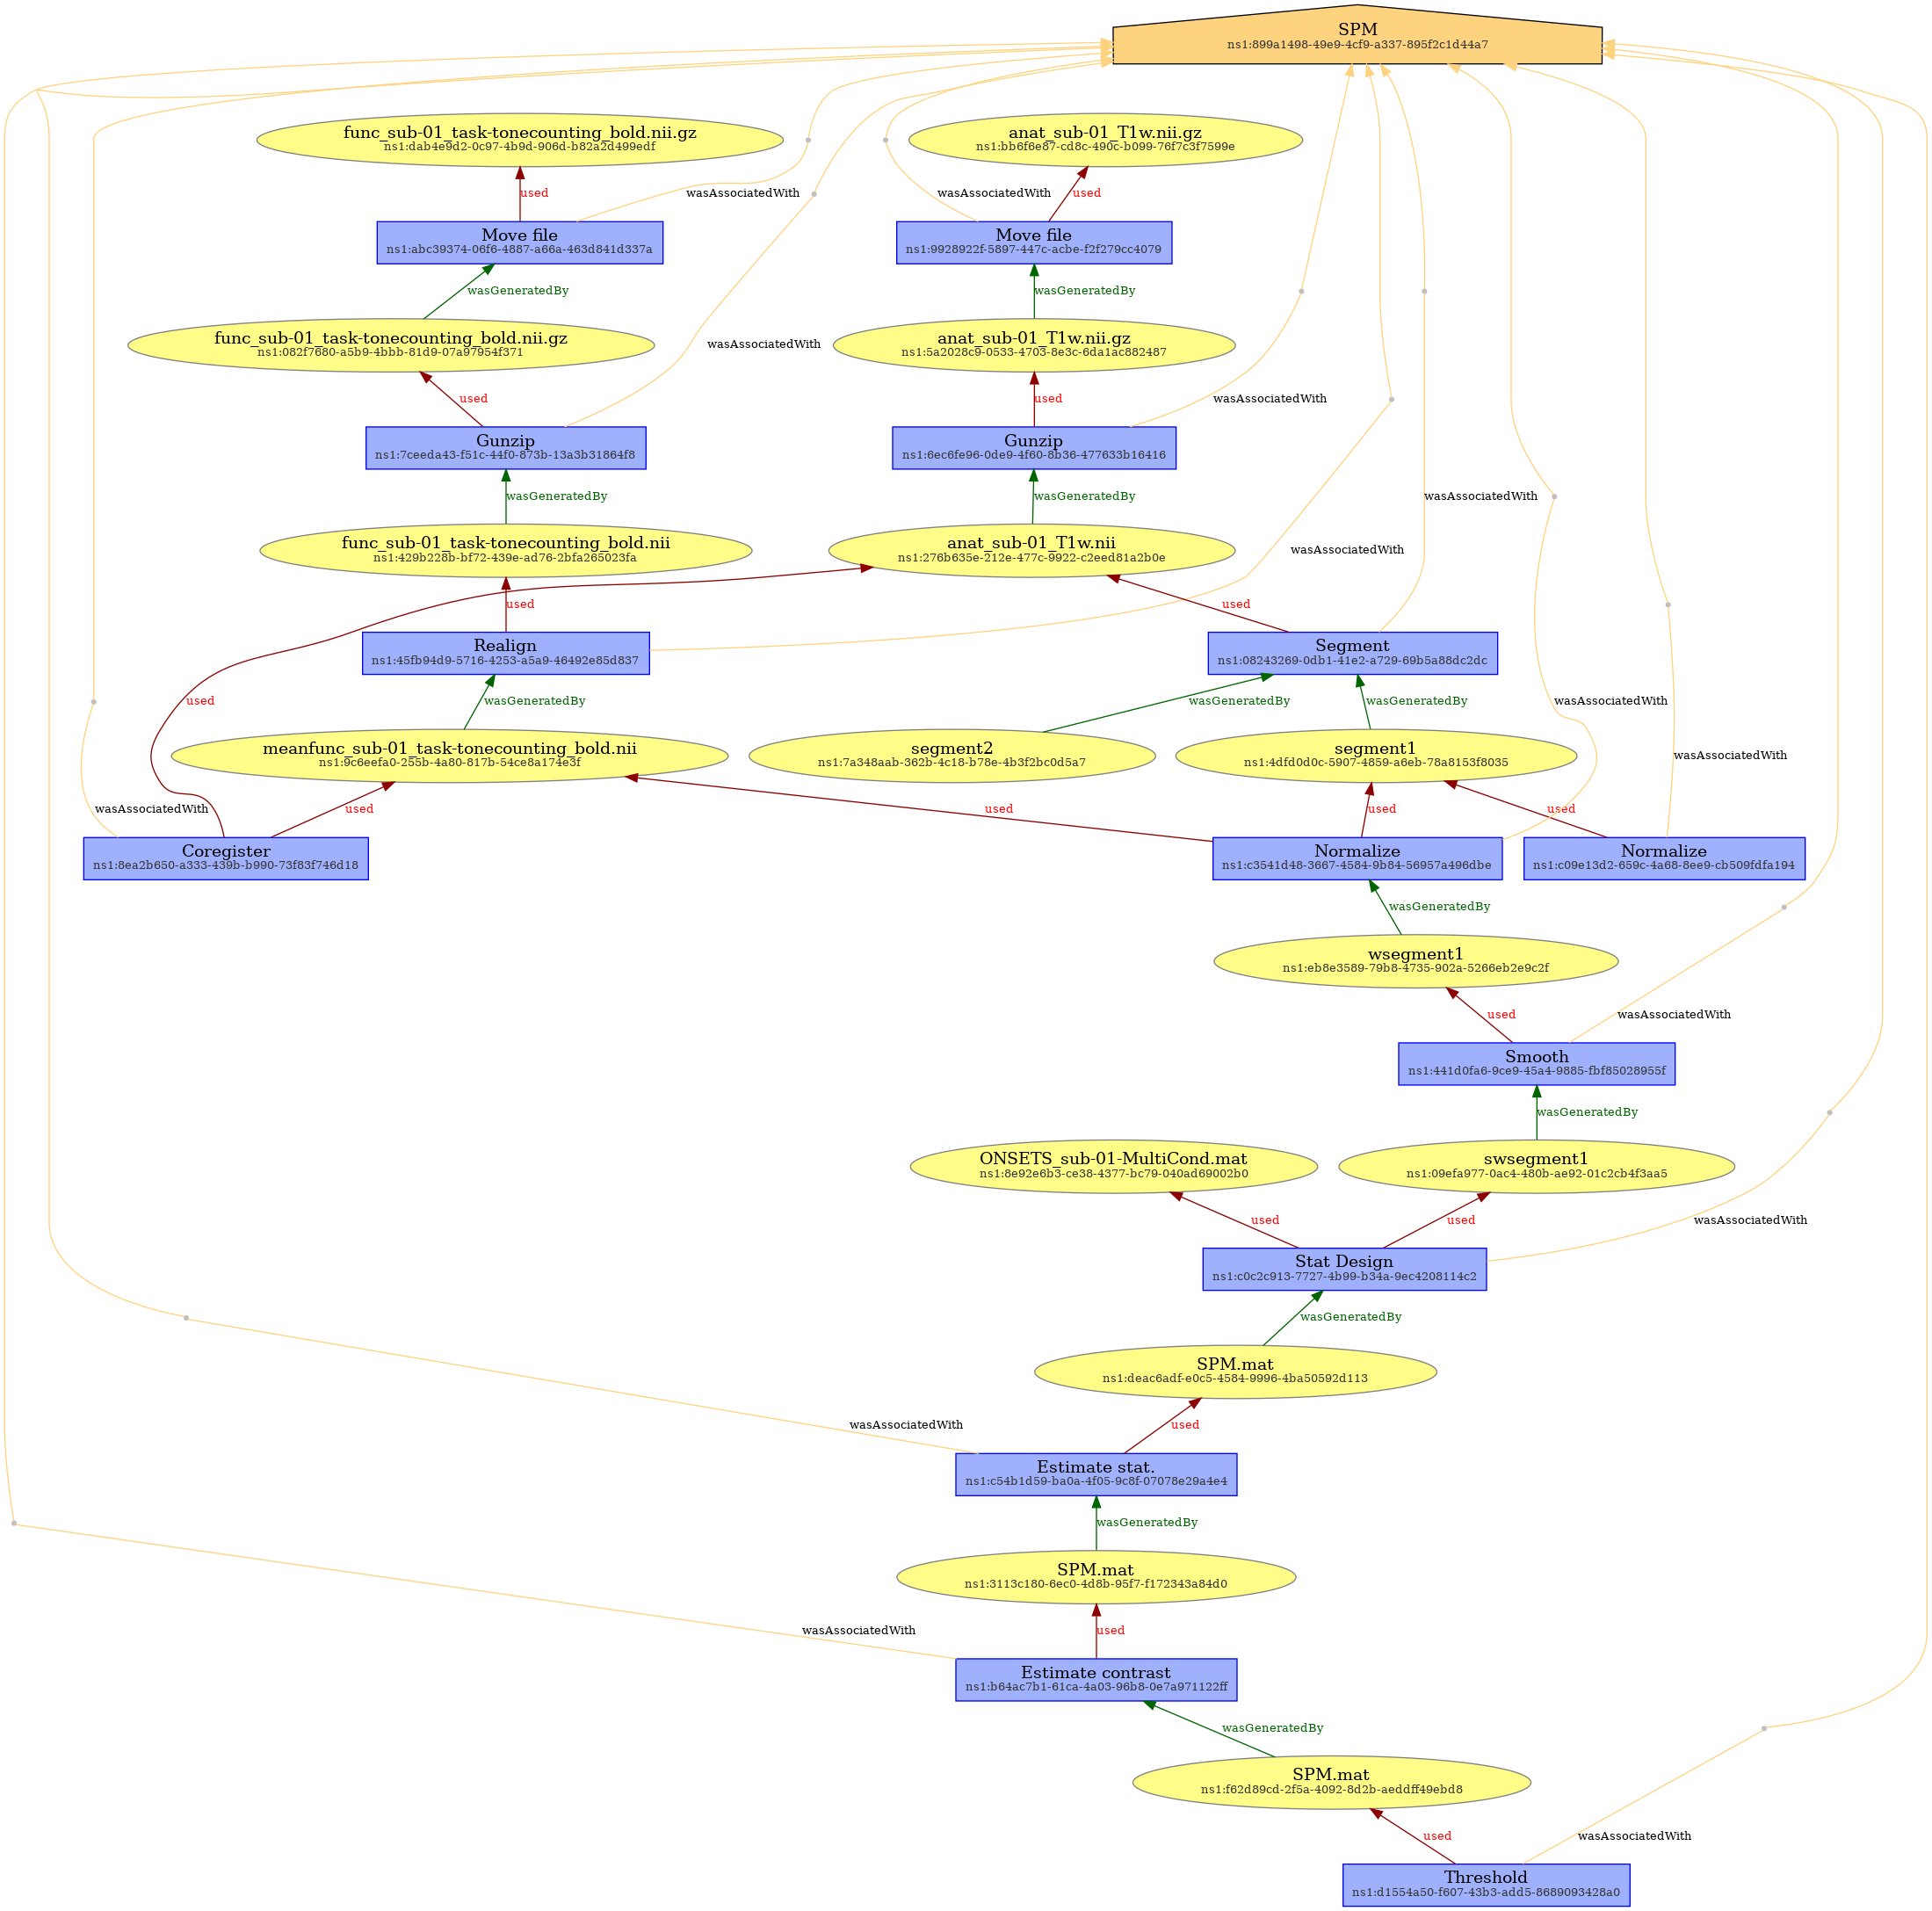 SPM
ns1:899a1498-49e9-4cf9-a337-895f2c1d44a7
func_sub-01_task-tonecounting_bold.nii.gz
ns1:dab4e9d2-0c97-4b9d-906d-b82a2d499edf
anat_sub-01_T1w.nii.gz
ns1:bb6f6e87-cd8c-490c-b099-76f7c3f7599e
used
wasAssociatedWith
wasAssociatedWith
used
Move file
ns1:abc39374-06f6-4887-a66a-463d841d337a
Move file
ns1:9928922f-5897-447c-acbe-f2f279cc4079
wasGeneratedBy
wasGeneratedBy
func_sub-01_task-tonecounting_bold.nii.gz
ns1:082f7680-a5b9-4bbb-81d9-07a97954f371
anat_sub-01_T1w.nii.gz
ns1:5a2028c9-0533-4703-8e3c-6da1ac882487
wasAssociatedWith
used
used
wasAssociatedWith
Gunzip
ns1:7ceeda43-f51c-44f0-873b-13a3b31864f8
Gunzip
ns1:6ec6fe96-0de9-4f60-8b36-477633b16416
wasGeneratedBy
wasGeneratedBy
wasAssociatedWith
func_sub-01_task-tonecounting_bold.nii
ns1:429b228b-bf72-439e-ad76-2bfa265023fa
anat_sub-01_T1w.nii
ns1:276b635e-212e-477c-9922-c2eed81a2b0e
wasAssociatedWith
used
used
Realign
ns1:45fb94d9-5716-4253-a5a9-46492e85d837
Segment
ns1:08243269-0db1-41e2-a729-69b5a88dc2dc
used
wasGeneratedBy
wasGeneratedBy
wasGeneratedBy
wasAssociatedWith
meanfunc_sub-01_task-tonecounting_bold.nii
ns1:9c6eefa0-255b-4a80-817b-54ce8a174e3f
segment2
ns1:7a348aab-362b-4c18-b78e-4b3f2bc0d5a7
segment1
ns1:4dfd0d0c-5907-4859-a6eb-78a8153f8035
wasAssociatedWith
wasAssociatedWith
used
used
used
used
Coregister
ns1:8ea2b650-a333-439b-b990-73f83f746d18
Normalize
ns1:c3541d48-3667-4584-9b84-56957a496dbe
Normalize
ns1:c09e13d2-659c-4a68-8ee9-cb509fdfa194
wasGeneratedBy
wsegment1
ns1:eb8e3589-79b8-4735-902a-5266eb2e9c2f
used
wasAssociatedWith
Smooth
ns1:441d0fa6-9ce9-45a4-9885-fbf85028955f
wasGeneratedBy
ONSETS_sub-01-MultiCond.mat
ns1:8e92e6b3-ce38-4377-bc79-040ad69002b0
swsegment1
ns1:09efa977-0ac4-480b-ae92-01c2cb4f3aa5
used
used
wasAssociatedWith
Stat Design
ns1:c0c2c913-7727-4b99-b34a-9ec4208114c2
wasGeneratedBy
SPM.mat
ns1:deac6adf-e0c5-4584-9996-4ba50592d113
wasAssociatedWith
used
Estimate stat.
ns1:c54b1d59-ba0a-4f05-9c8f-07078e29a4e4
wasGeneratedBy
SPM.mat
ns1:3113c180-6ec0-4d8b-95f7-f172343a84d0
wasAssociatedWith
used
Estimate contrast
ns1:b64ac7b1-61ca-4a03-96b8-0e7a971122ff
wasGeneratedBy
SPM.mat
ns1:f62d89cd-2f5a-4092-8d2b-aeddff49ebd8
used
wasAssociatedWith
Threshold
ns1:d1554a50-f607-43b3-add5-8689093428a0